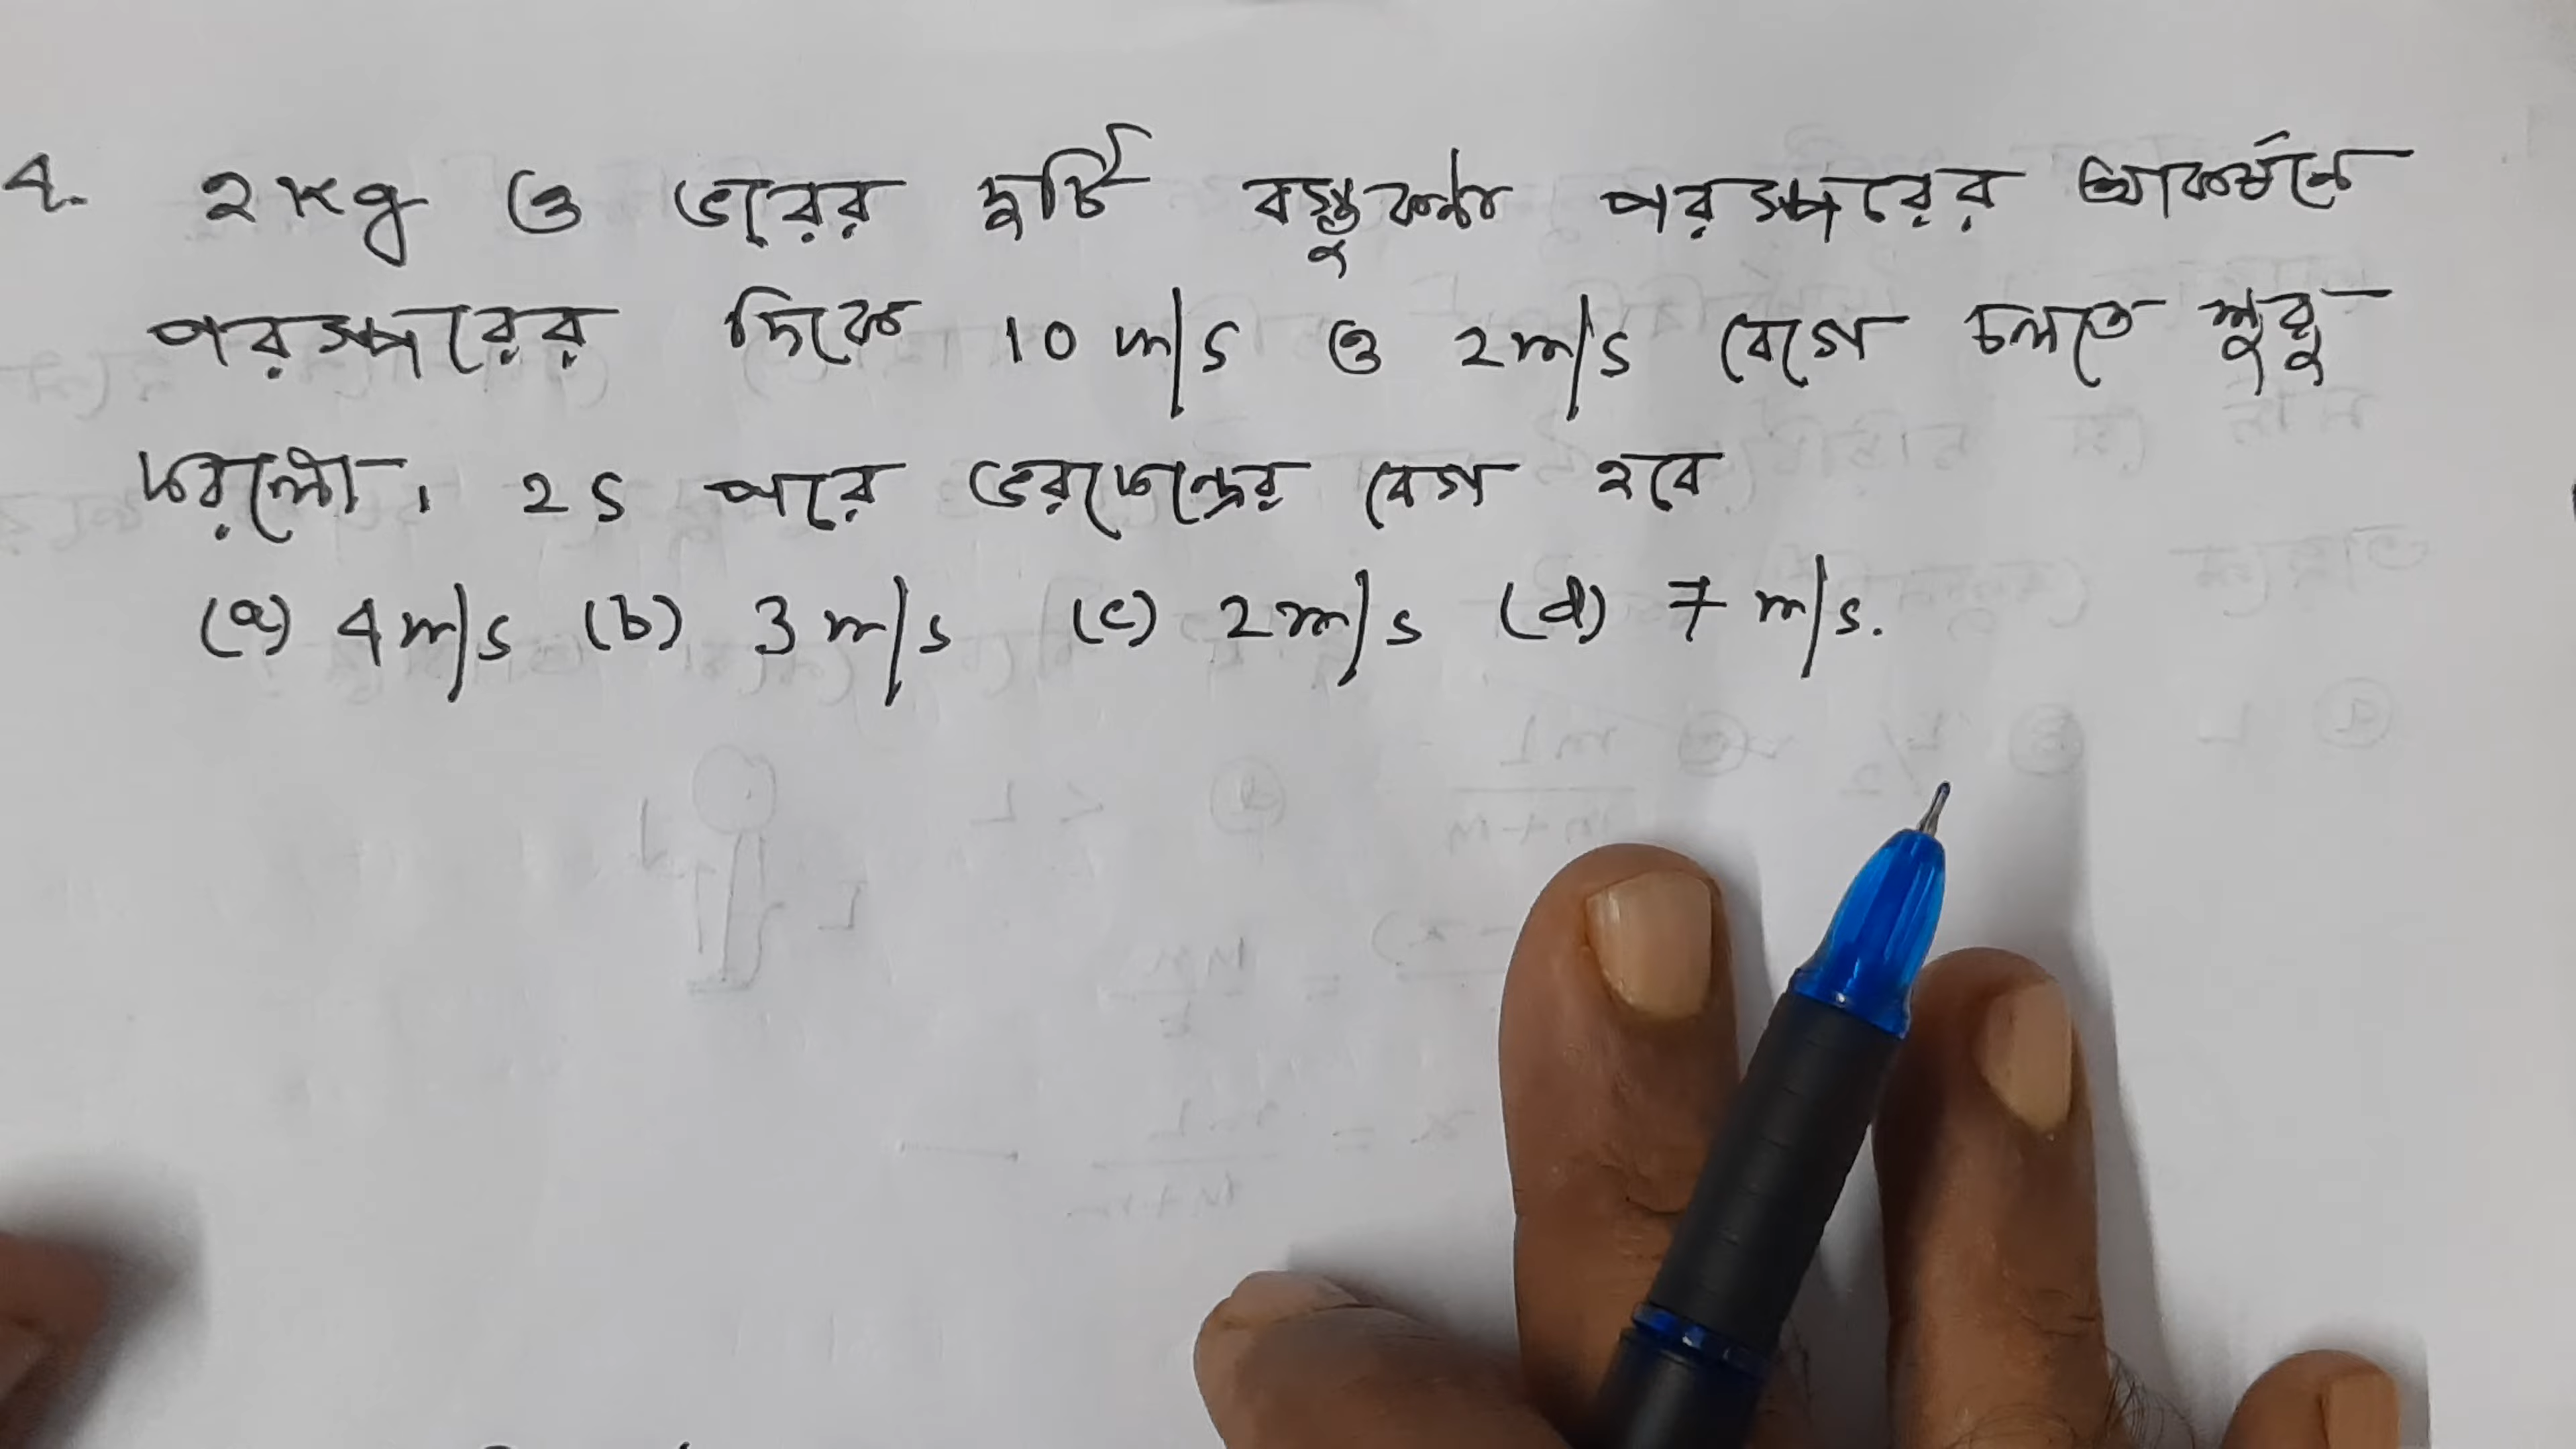 4. 2 kg ও ভরের দুটি বস্তুকণা পরস্পরের আকর্ষনে
পরস্পরের দিকে 10 m/s ও 2 m/s বেগে চলতে শুরু
করলো। 2 s পরে ভরকেন্দ্রের বেগ হবে
(a) 4 m/s (b) 3 m/s (c) 2 m/s (d) 7 m/s.